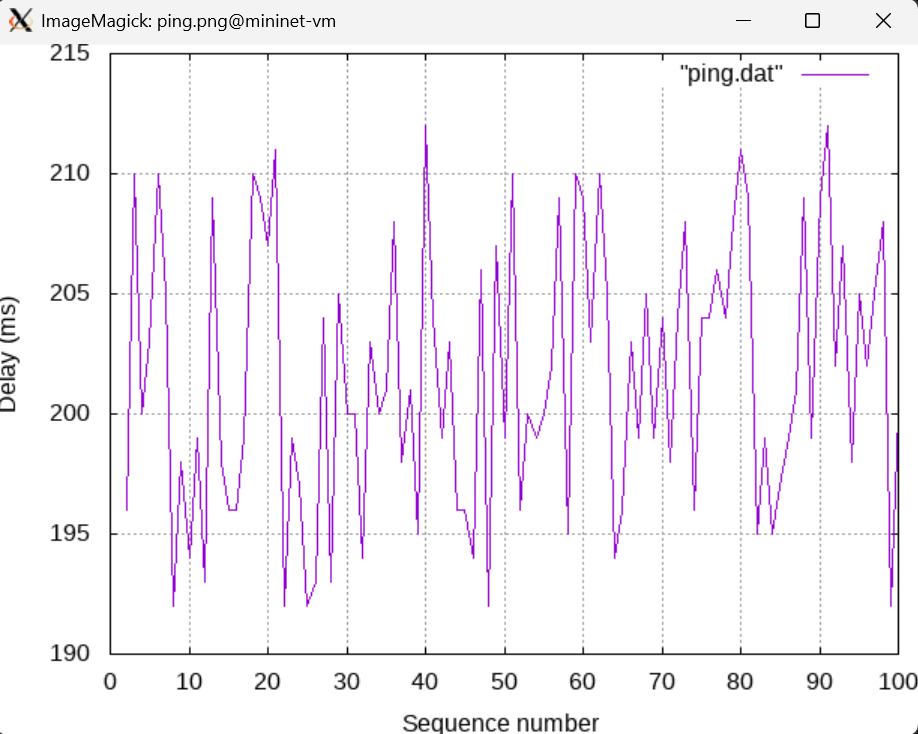 ImageMagick: ping.png@mininet-vm
215
"ping.dat"
210
205
Delay (ms)
200
195
190
0 10 20 30 40 50 60 70 80 90 100
Sequence number